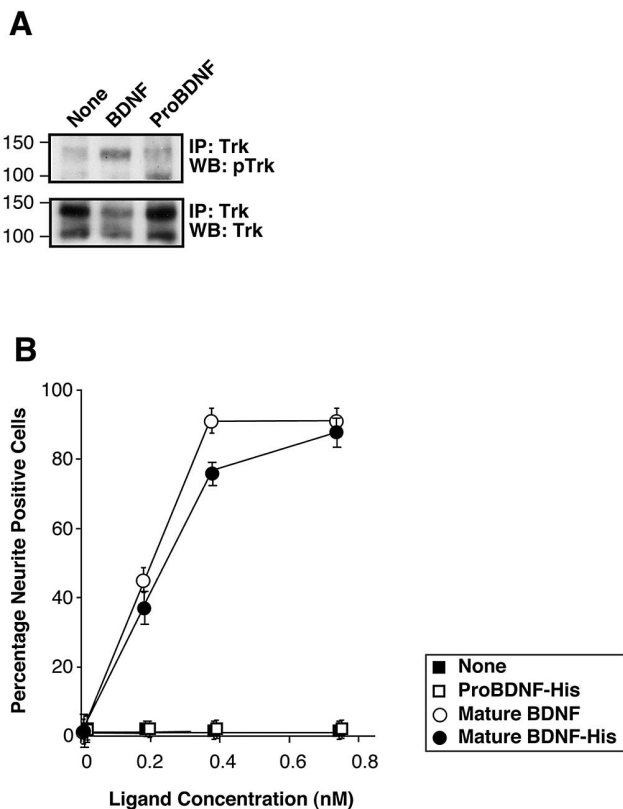 A
None
BDNF
ProBDNF
150
100
IP: Trk
WB: pTrk
150
100
IP: Trk
WB: Trk
B
Percentage Neurite Positive Cells
100
80
60
40
20
0
0 0.2 0.4 0.6 0.8
Ligand Concentration (nM)
None
ProBDNF-His
Mature BDNF
Mature BDNF-His